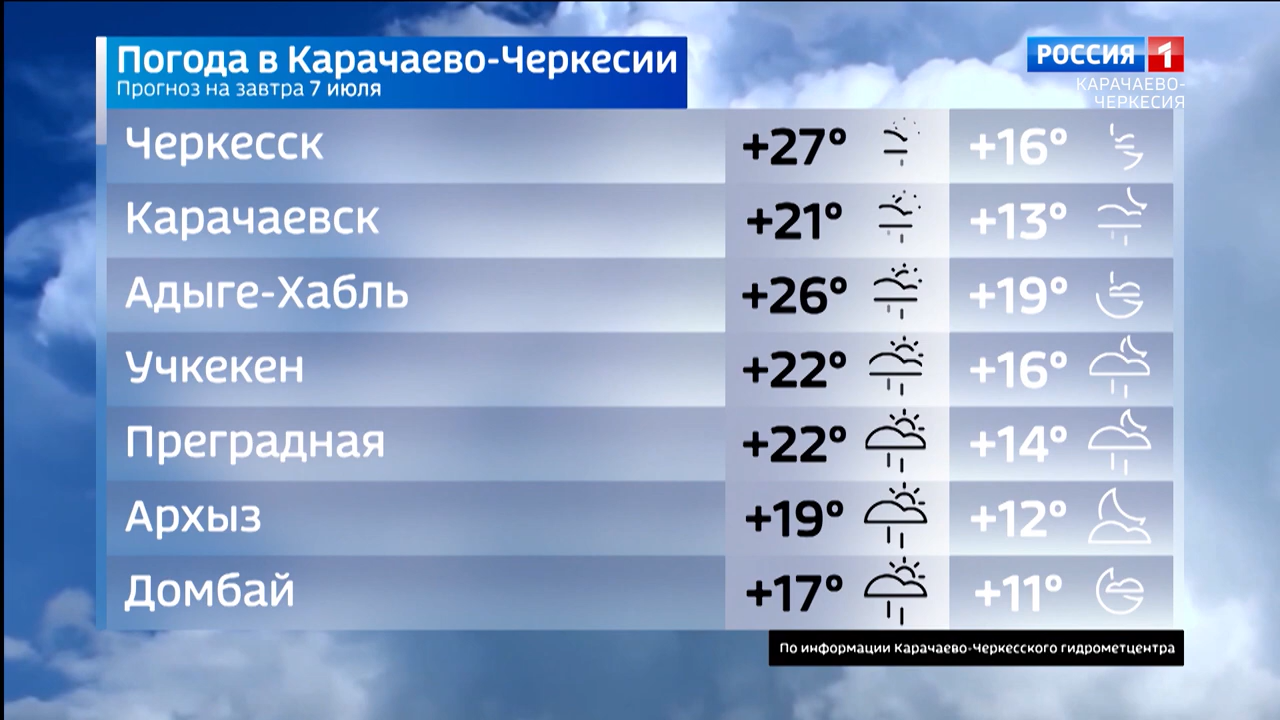 Погода в Карачаево-Черкесии
Прогноз на завтра 7 июля
РОССИЯ 1
КАРАЧАЕВО-
ЧЕРКЕСИЯ
Черкесск +27° +16°
Карачаевск +21° +13°
Адыге-Хабль +26° +19°
Учкекен +22° +16°
Преградная +22° +14°
Архыз +19° +12°
Домбай +17° +11°
По информации Карачаево-Черкесского гидрометцентра